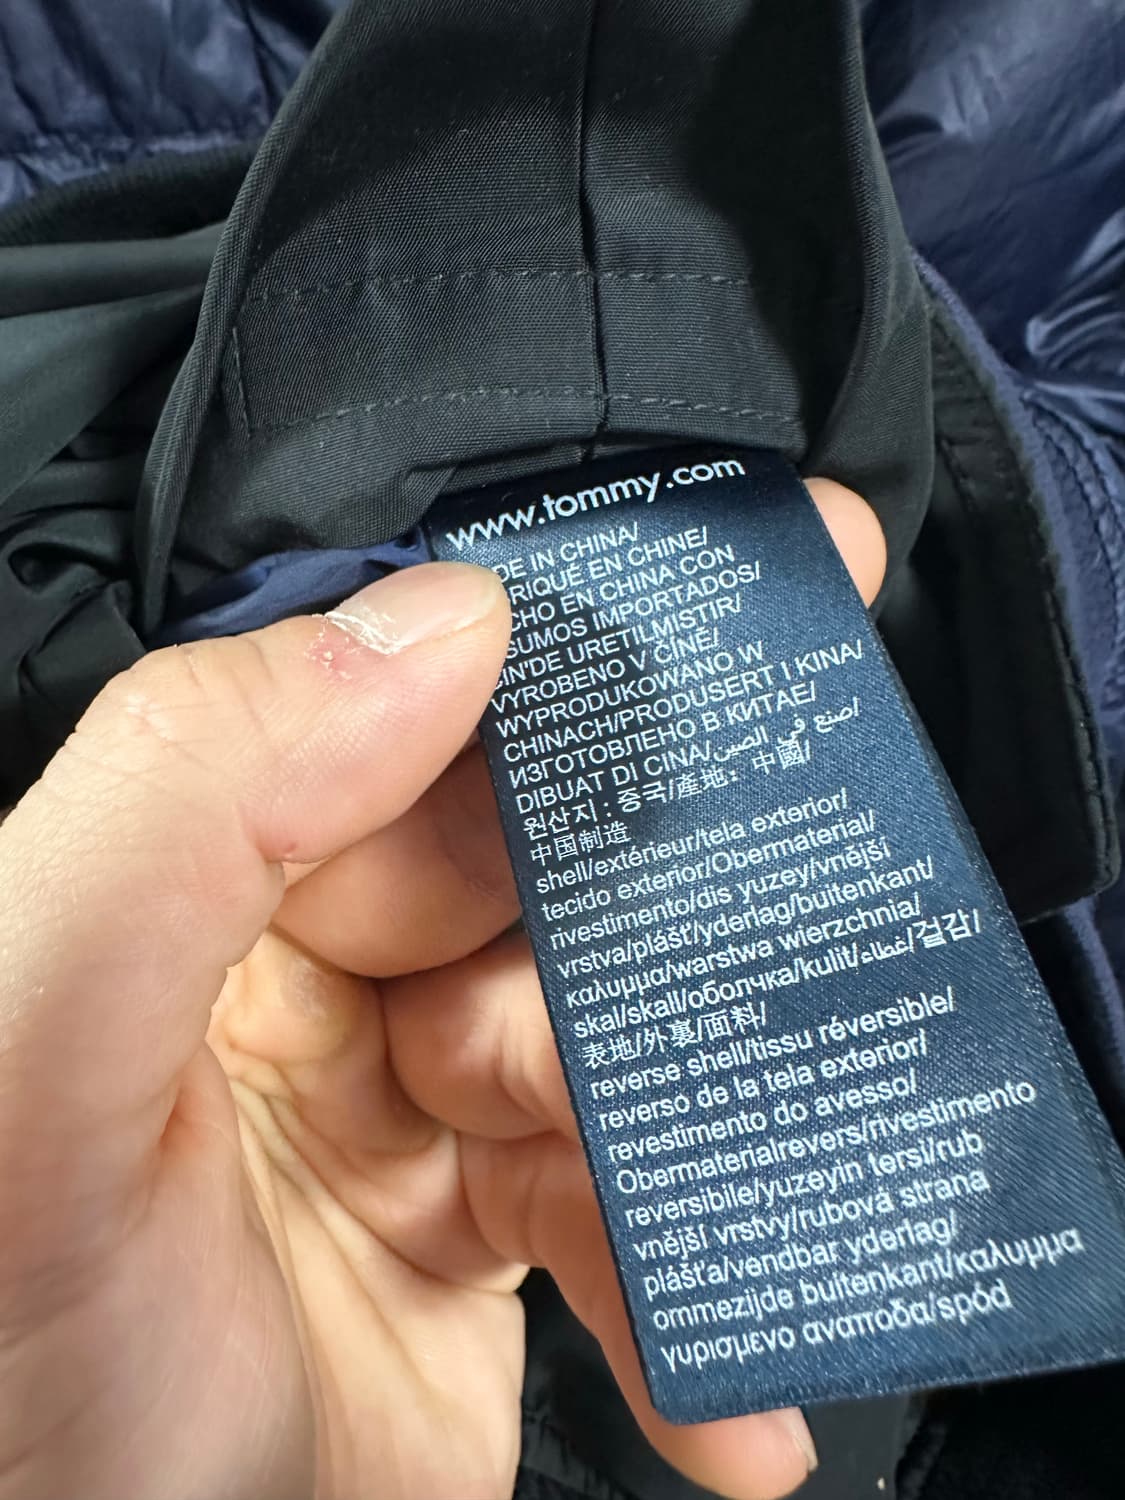 www.tommy.com
DE IN CHINA/
RIQUÉ EN CHINE/
CHO EN CHINA CON
SUMOS IMPORTADOS/
ÇIN'DE URETILMISTIR/
VYROBENO V ČINĚ/
WYPRODUKOWANO W
CHINACH/PRODUSERT I KINA/
ИЗГОТОВЛЕНО В КИТАЕ/
DIBUAT DI CINA/صنع في الصين/
원산지 : 중국/產地：中國/
中国制造
shell/extérieur/tela exterior/
tecido exterior/Obermaterial/
rivestimento/dis yuzey/vnější
vrstva/plášť/yderlag/buitenkant/
καλυμμα/warstwa wierzchnia/
skal/skall/оболчка/kulit/غطاء/겉감/
表地/外裏/面料/
reverse shell/tissu réversible/
reverso de la tela exterior/
revestimento do avesso/
Obermaterialrevers/rivestimento
reversibile/yuzeyin tersi/rub
vnější vrstvy/rubová strana
plášťa/vendbar yderlag/
ommezijde buitenkant/καλυμμα
γυρισμενο αναποδα/spód